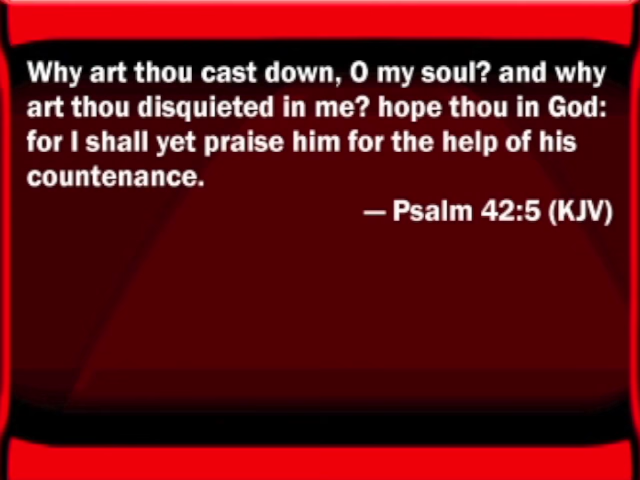 Why art thou cast down, O my soul? and why
art thou disquieted in me? hope thou in God:
for I shall yet praise him for the help of his
countenance.
— Psalm 42:5 (KJV)